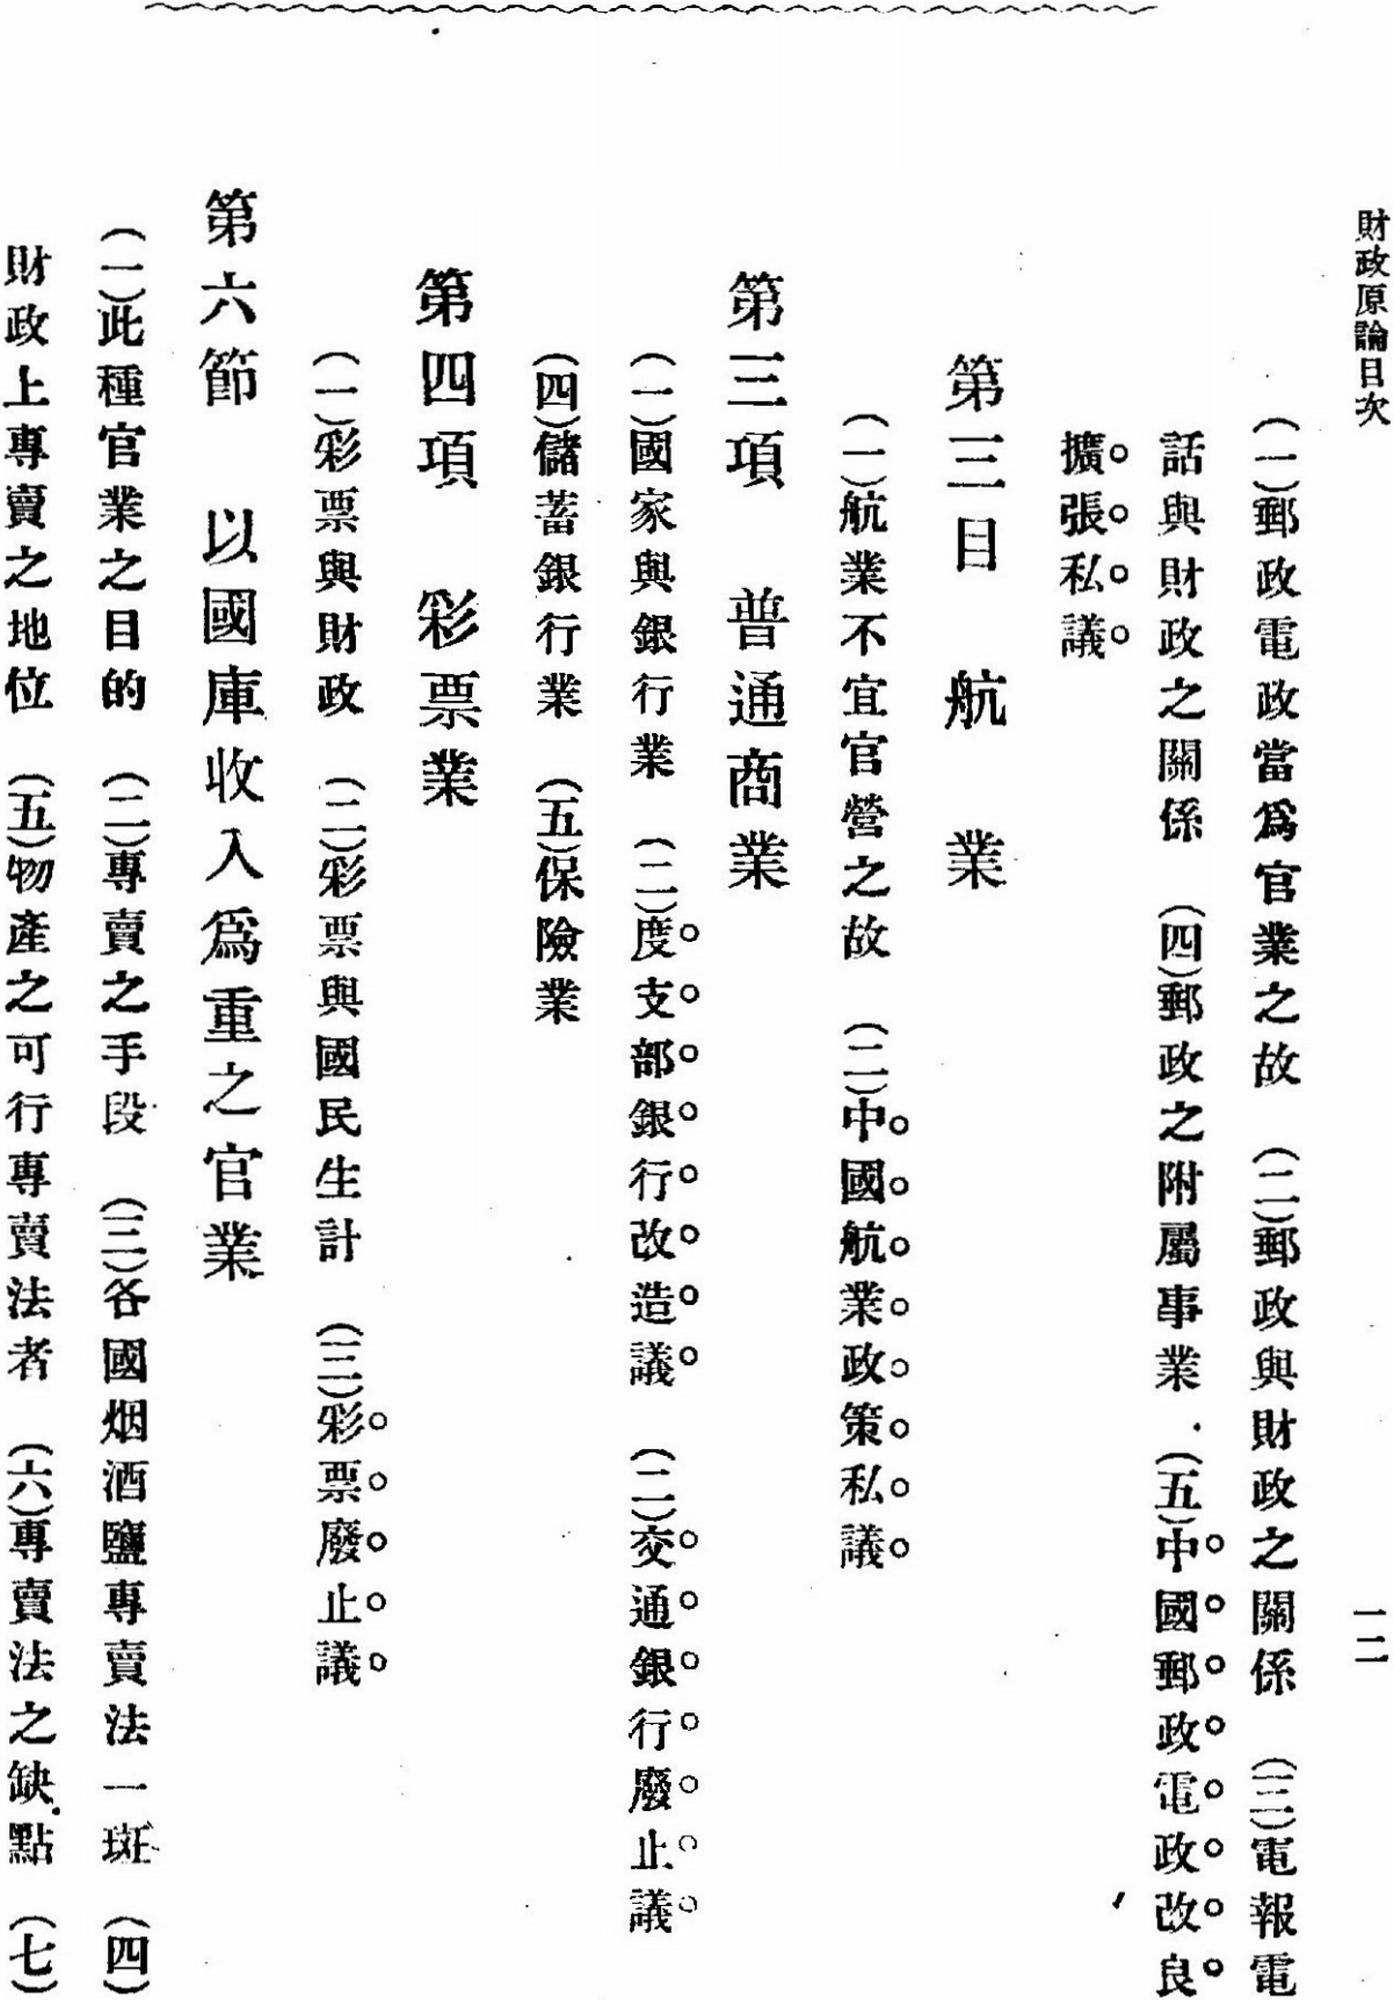 財政原論目次
一二
(一)郵政電政當爲官業之故　(二)郵政與財政之關係　(三)電報電
話與財政之關係　(四)郵政之附屬事業　(五)中國郵政電政改良
擴張私議
第三目　航　業
(一)航業不宜官營之故　(二)中國航業政策私議
第三項　普通商業
(一)國家與銀行業　(二)度支部銀行改造議　(二)交通銀行廢止議
(四)儲蓄銀行業　(五)保險業
第四項　彩票業
(一)彩票與財政　(二)彩票與國民生計　(三)彩票廢止議
第六節　以國庫收入爲重之官業
(一)此種官業之目的　(二)專賣之手段　(三)各國烟酒鹽專賣法一斑　(四)
財政上專賣之地位　(五)物產之可行專賣法者　(六)專賣法之缺點　(七)